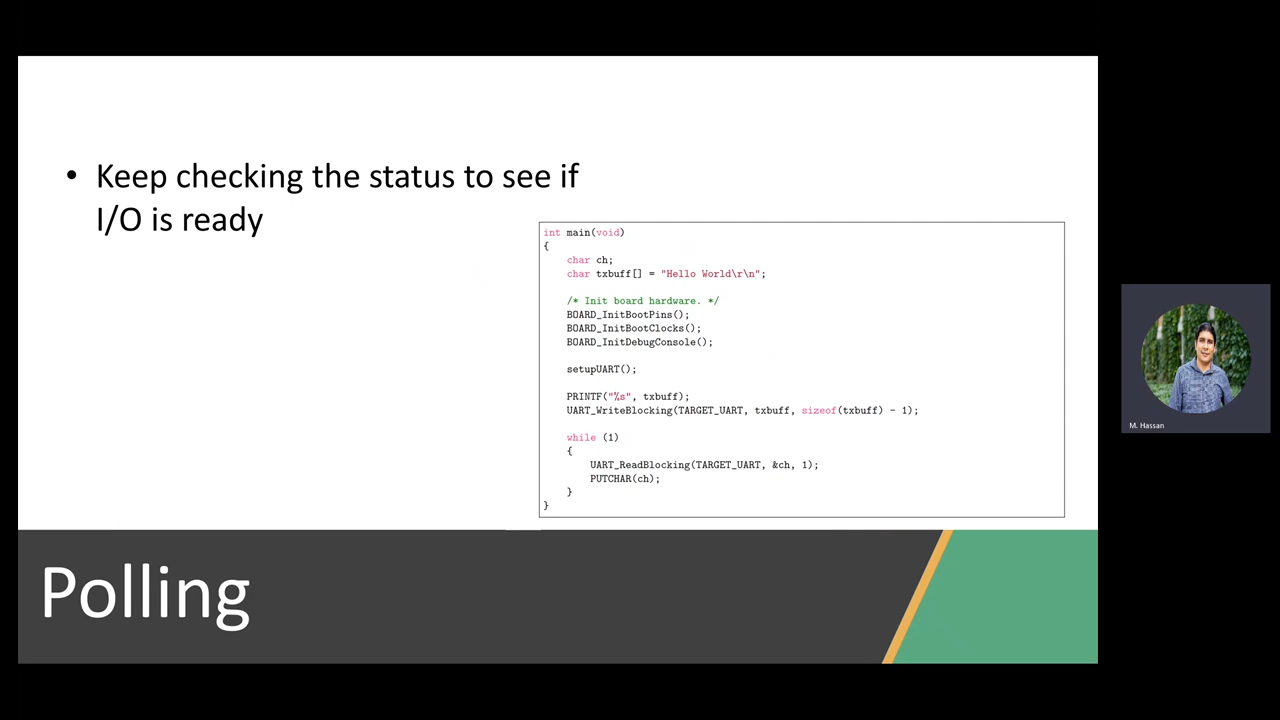 • Keep checking the status to see if
I/O is ready
int main(void)
{
char ch;
char txbuff[] = "Hello World\r\n";
/* Init board hardware. */
BOARD_InitBootPins();
BOARD_InitBootClocks();
BOARD_InitDebugConsole();
setupUART();
PRINTF("%s", txbuff);
UART_WriteBlocking(TARGET_UART, txbuff, sizeof(txbuff) - 1);
while (1)
{
UART_ReadBlocking(TARGET_UART, &ch, 1);
PUTCHAR(ch);
}
}
Polling
M. Hassan